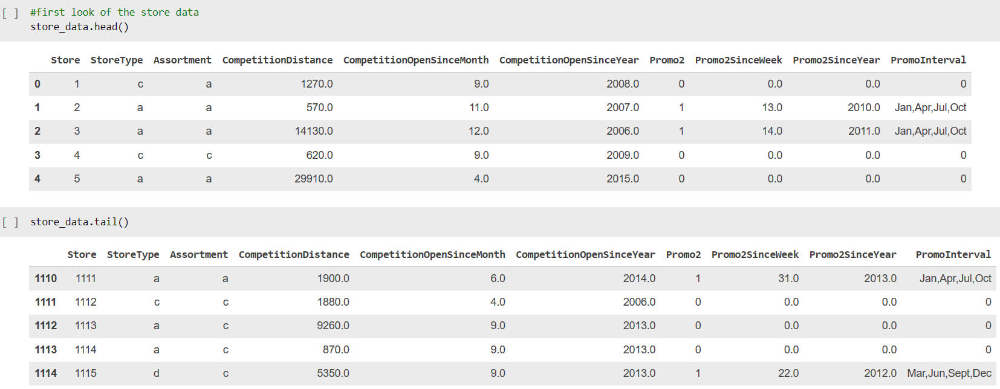 [ ] #first look of the store data
store_data.head()
Store StoreType Assortment CompetitionDistance CompetitionOpenSinceMonth CompetitionOpenSinceYear Promo2 Promo2SinceWeek Promo2SinceYear PromoInterval
0 1 c a 1270.0 9.0 2008.0 0 0.0 0.0 0
1 2 a a 570.0 11.0 2007.0 1 13.0 2010.0 Jan,Apr,Jul,Oct
2 3 a a 14130.0 12.0 2006.0 1 14.0 2011.0 Jan,Apr,Jul,Oct
3 4 c c 620.0 9.0 2009.0 0 0.0 0.0 0
4 5 a a 29910.0 4.0 2015.0 0 0.0 0.0 0
[ ] store_data.tail()
Store StoreType Assortment CompetitionDistance CompetitionOpenSinceMonth CompetitionOpenSinceYear Promo2 Promo2SinceWeek Promo2SinceYear PromoInterval
1110 1111 a a 1900.0 6.0 2014.0 1 31.0 2013.0 Jan,Apr,Jul,Oct
1111 1112 c c 1880.0 4.0 2006.0 0 0.0 0.0 0
1112 1113 a c 9260.0 9.0 2013.0 0 0.0 0.0 0
1113 1114 a c 870.0 9.0 2013.0 0 0.0 0.0 0
1114 1115 d c 5350.0 9.0 2013.0 1 22.0 2012.0 Mar,Jun,Sept,Dec